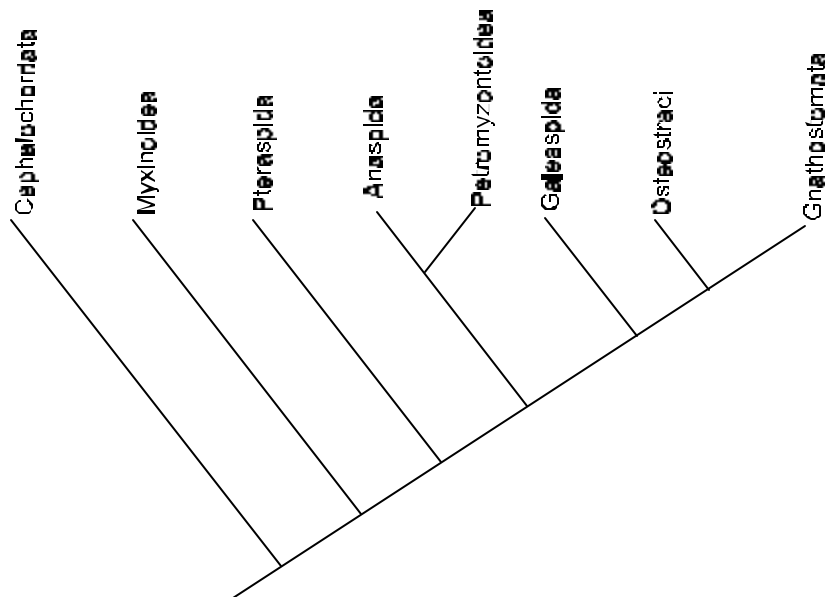 Cephalochordata
Myxinoidea
Pteraspida
Anaspida
Petromyzontoidea
Galeaspida
Osteostraci
Gnathostomata